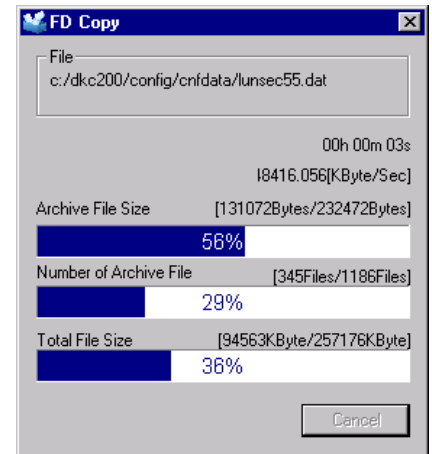 FD Copy
File
c:/dkc200/config/cnfdata/lunsec55.dat
00h 00m 03s
8416.056[KByte/Sec]
Archive File Size [131072Bytes/232472Bytes]
56%
Number of Archive File [345Files/1186Files]
29%
Total File Size [94563KByte/257176KByte]
36%
Cancel